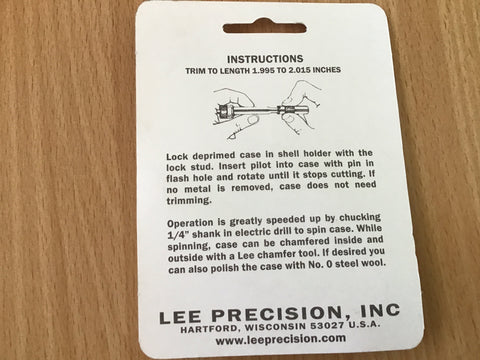 INSTRUCTIONS
TRIM TO LENGTH 1.995 TO 2.015 INCHES
Lock deprimed case in shell holder with the
lock stud. Insert pilot into case with pin in
flash hole and rotate until it stops cutting. If
no metal is removed, case does not need
trimming.
Operation is greatly speeded up by chucking
1/4" shank in electric drill to spin case. While
spinning, case can be chamfered inside and
outside with a Lee chamfer tool. If desired you
can also polish the case with No. 0 steel wool.
LEE PRECISION, INC
HARTFORD, WISCONSIN 53027 U.S.A.
www.leeprecision.com